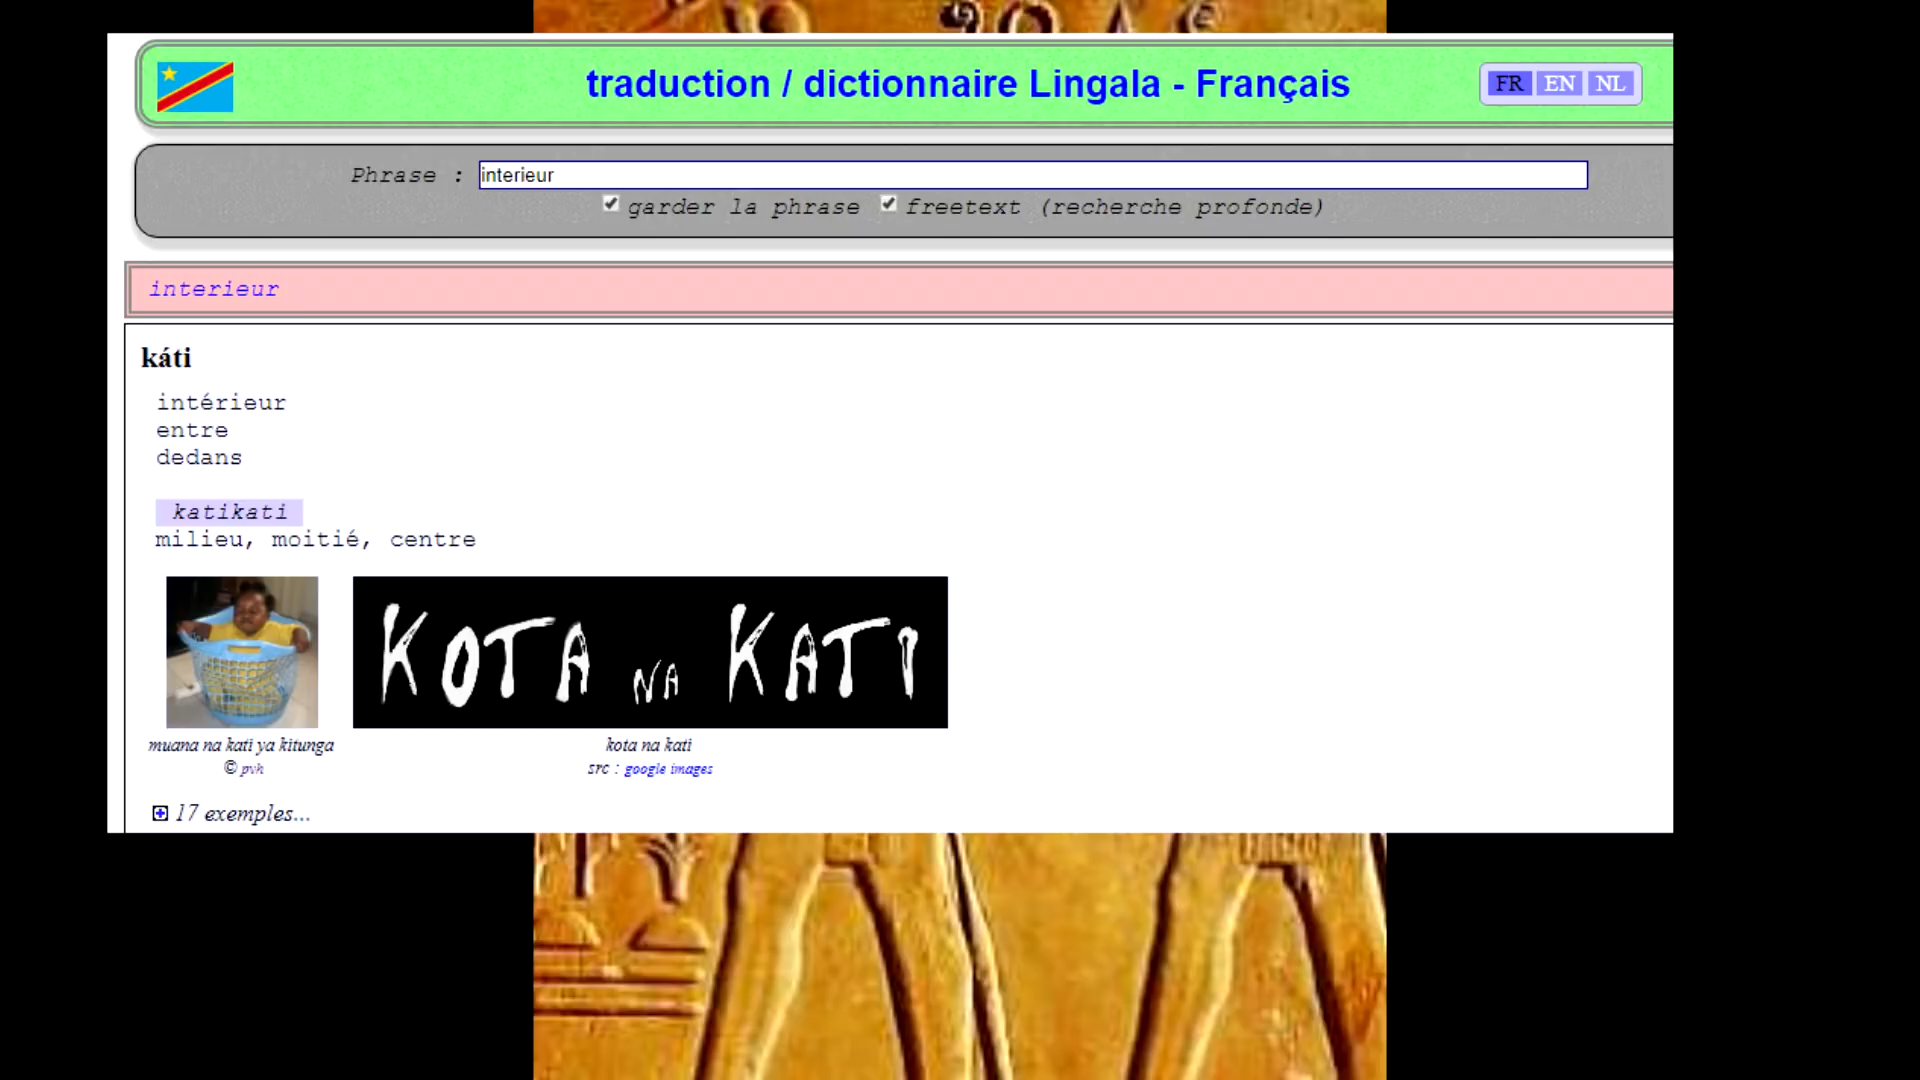 traduction / dictionnaire Lingala - Français
FR EN NL
Phrase : interieur
garder la phrase freetext (recherche profonde)
interieur
káti
intérieur
entre
dedans
katikati
milieu, moitié, centre
KOTA NA KATI
muana na kati ya kitunga
© pvh
kota na kati
src : google images
17 exemples...